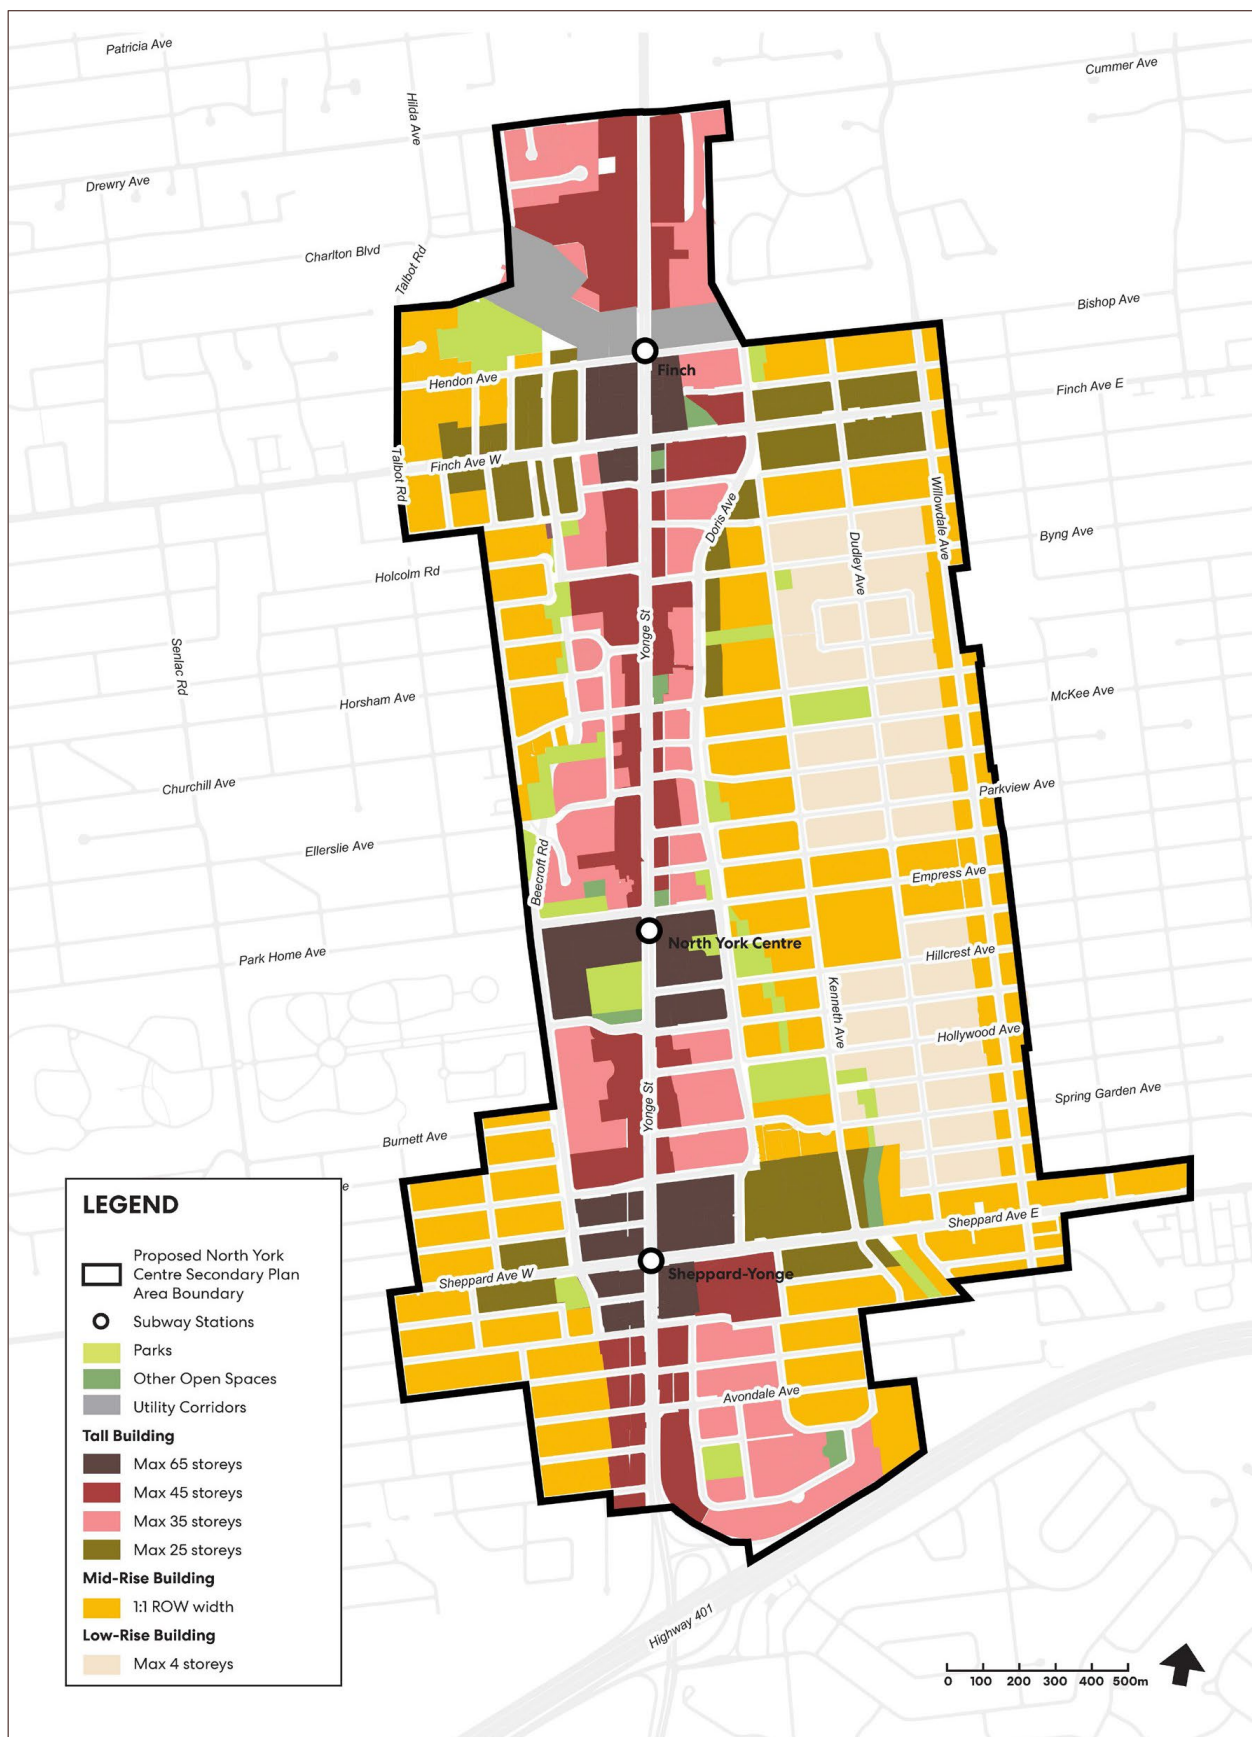 Patricia Ave
Cummer Ave
Hilda Ave
Drewry Ave
Charlton Blvd
Talbot Rd
Bishop Ave
Finch
Hendon Ave
Finch Ave E
Finch Ave W
Talbot Rd
Doris Ave
Willowdale Ave
Dudley Ave
Byng Ave
Holcolm Rd
Yonge St
Senlac Rd
Horsham Ave
McKee Ave
Churchill Ave
Parkview Ave
Ellerslie Ave
Beecroft Rd
Empress Ave
North York Centre
Park Home Ave
Hillcrest Ave
Kenneth Ave
Hollywood Ave
Yonge St
Spring Garden Ave
Burnett Ave
Sheppard Ave E
Sheppard-Yonge
Sheppard Ave W
Avondale Ave
Highway 401
LEGEND
Proposed North York
Centre Secondary Plan
Area Boundary
Subway Stations
Parks
Other Open Spaces
Utility Corridors
Tall Building
Max 65 storeys
Max 45 storeys
Max 35 storeys
Max 25 storeys
Mid-Rise Building
1:1 ROW width
Low-Rise Building
Max 4 storeys
0 100 200 300 400 500m